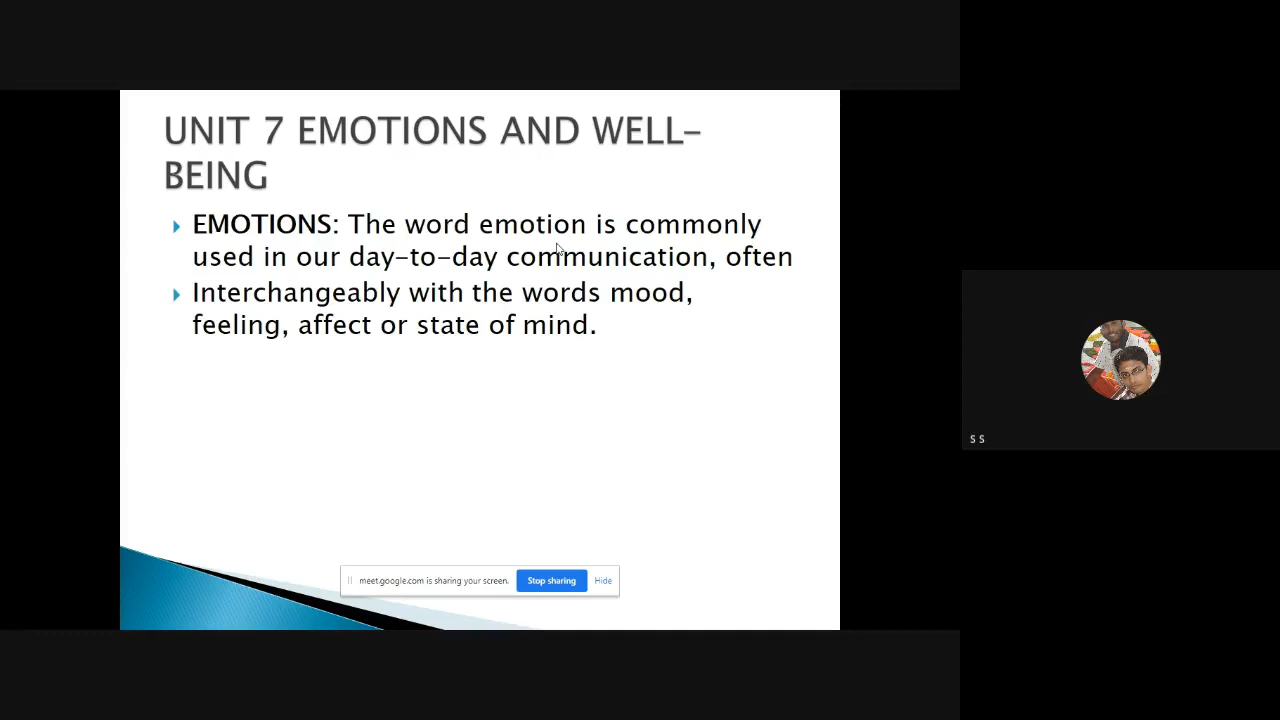 UNIT 7 EMOTIONS AND WELL-
BEING
EMOTIONS: The word emotion is commonly
used in our day-to-day communication, often
Interchangeably with the words mood,
feeling, affect or state of mind.
meet.google.com is sharing your screen. Stop sharing Hide
S S